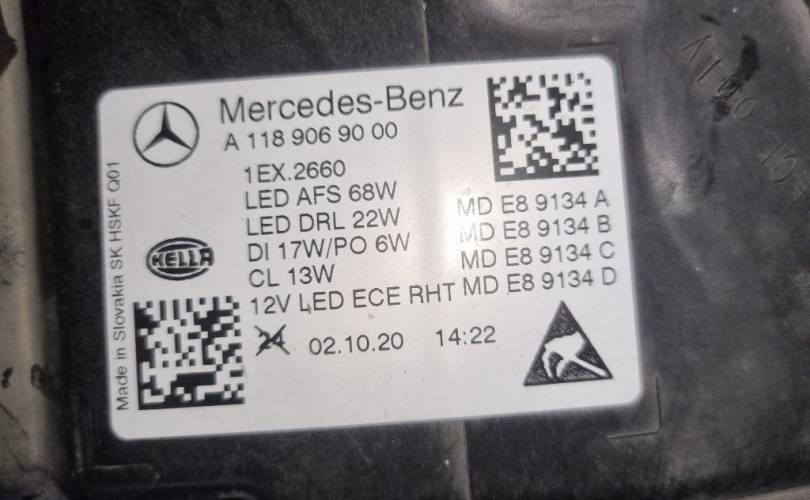 Mercedes-Benz
A 118 906 90 00
1EX.2660
LED AFS 68W
LED DRL 22W
DI 17W/PO 6W
CL 13W
12V LED ECE RHT
MD E8 9134 A
MD E8 9134 B
MD E8 9134 C
MD E8 9134 D
HELLA
24 02.10.20 14:22
Made in Slovakia SK HSKF Q01